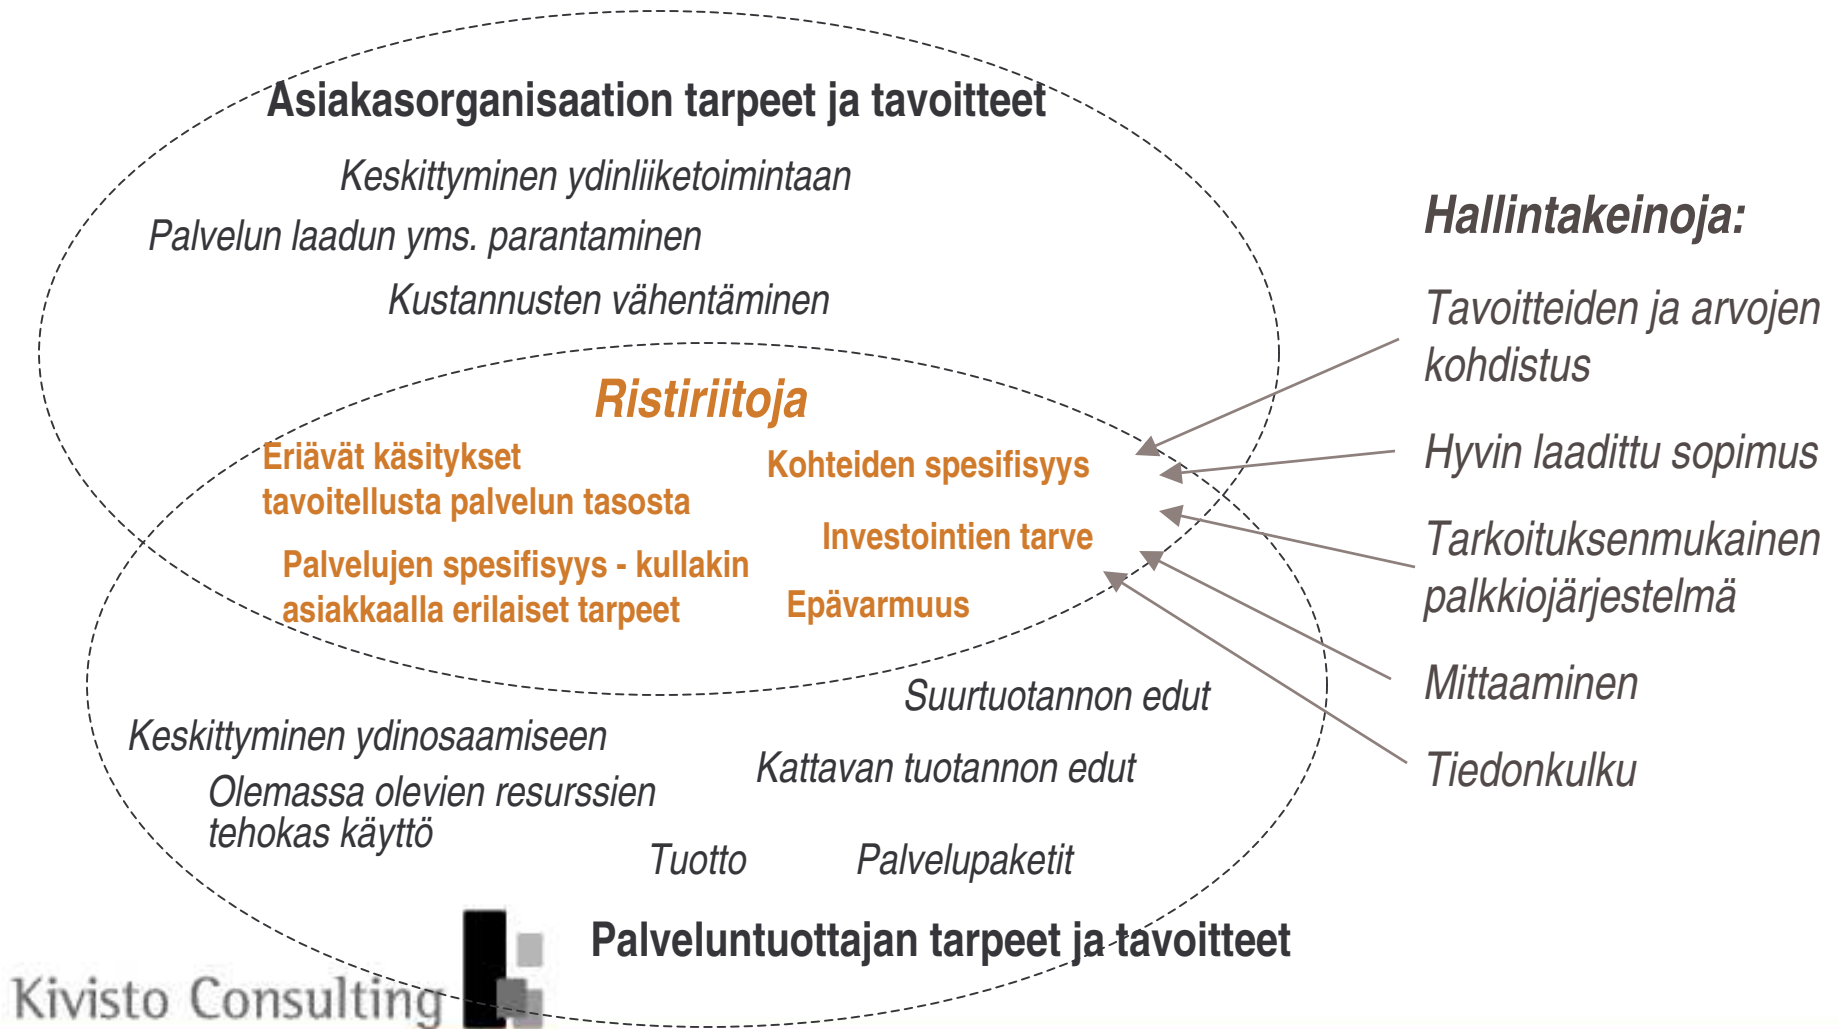 Asiakasorganisaation tarpeet ja tavoitteet
Keskittyminen ydinliiketoimintaan
Palvelun laadun yms. parantaminen
Kustannusten vähentäminen
Ristiriitoja
Eriävät käsitykset
tavoitellusta palvelun tasosta
Palvelujen spesifisyys - kullakin
asiakkaalla erilaiset tarpeet
Kohteiden spesifisyys
Investointien tarve
Epävarmuus
Suurtuotannon edut
Keskittyminen ydinosaamiseen
Kattavan tuotannon edut
Olemassa olevien resurssien
tehokas käyttö
Tuotto
Palvelupaketit
Palveluntuottajan tarpeet ja tavoitteet
Hallintakeinoja:
Tavoitteiden ja arvojen
kohdistus
Hyvin laadittu sopimus
Tarkoituksenmukainen
palkkiojärjestelmä
Mittaaminen
Tiedonkulku
Kivisto Consulting